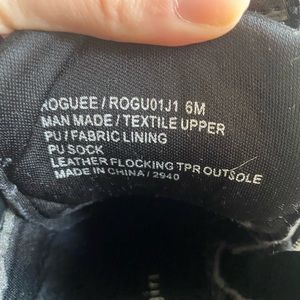 ROGUEE / ROGU01J1 6M
MAN MADE / TEXTILE UPPER
PU / FABRIC LINING
PU SOCK
LEATHER FLOCKING TPR OUTSOLE
MADE IN CHINA / 2940